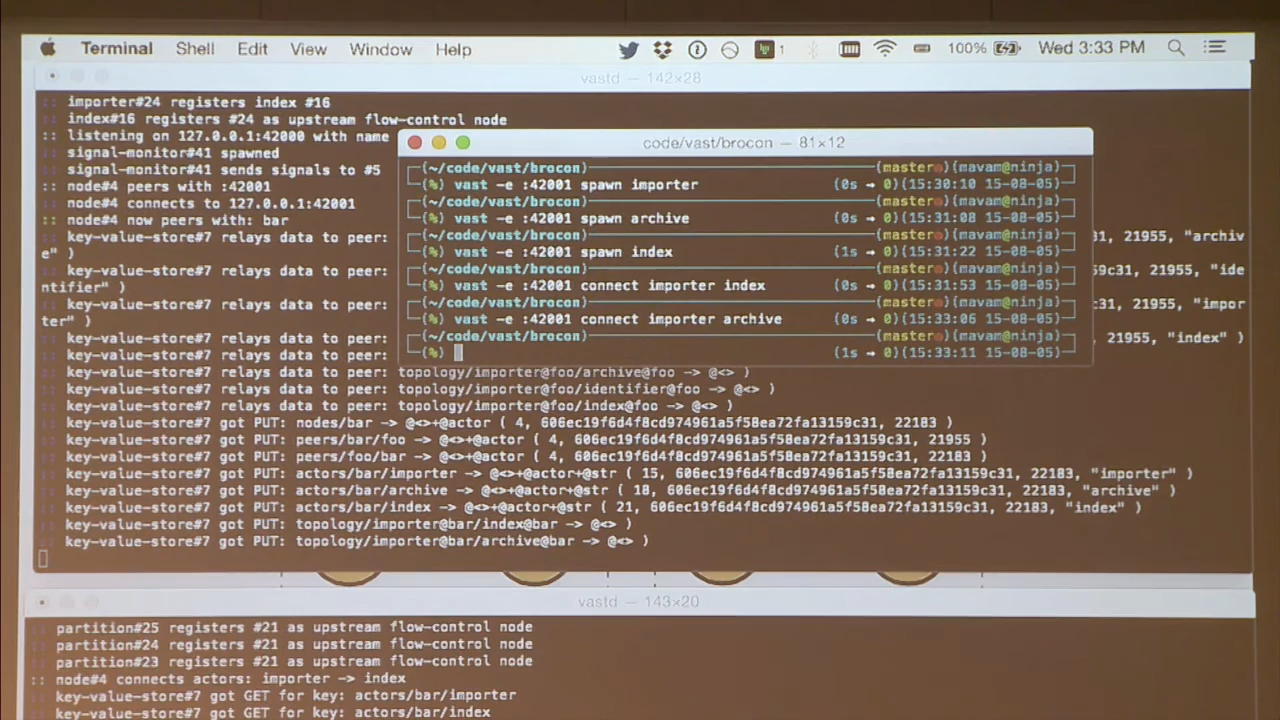 Terminal Shell Edit View Window Help 1 100% Wed 3:33 PM
vastd — 142×28
:: importer#24 registers index #16
:: index#16 registers #24 as upstream flow-control node
:: listening on 127.0.0.1:42000 with name
:: signal-monitor#41 spawned
:: signal-monitor#41 sends signals to #5
:: node#4 peers with :42001
:: node#4 connects to 127.0.0.1:42001
:: node#4 now peers with: bar
:: key-value-store#7 relays data to peer: 31, 21955, "archiv
e" )
:: key-value-store#7 relays data to peer: 59c31, 21955, "ide
ntifier" )
:: key-value-store#7 relays data to peer: c31, 21955, "impor
ter" )
:: key-value-store#7 relays data to peer: , 21955, "index" )
:: key-value-store#7 relays data to peer:
:: key-value-store#7 relays data to peer: topology/importer@foo/archive@foo -> @<> )
:: key-value-store#7 relays data to peer: topology/importer@foo/identifier@foo -> @<> )
:: key-value-store#7 relays data to peer: topology/importer@foo/index@foo -> @<> )
:: key-value-store#7 got PUT: nodes/bar -> @<>+@actor ( 4, 606ec19f6d4f8cd974961a5f58ea72fa13159c31, 22183 )
:: key-value-store#7 got PUT: peers/bar/foo -> @<>+@actor ( 4, 606ec19f6d4f8cd974961a5f58ea72fa13159c31, 21955 )
:: key-value-store#7 got PUT: peers/foo/bar -> @<>+@actor ( 4, 606ec19f6d4f8cd974961a5f58ea72fa13159c31, 22183 )
:: key-value-store#7 got PUT: actors/bar/importer -> @<>+@actor+@str ( 15, 606ec19f6d4f8cd974961a5f58ea72fa13159c31, 22183, "importer" )
:: key-value-store#7 got PUT: actors/bar/archive -> @<>+@actor+@str ( 18, 606ec19f6d4f8cd974961a5f58ea72fa13159c31, 22183, "archive" )
:: key-value-store#7 got PUT: actors/bar/index -> @<>+@actor+@str ( 21, 606ec19f6d4f8cd974961a5f58ea72fa13159c31, 22183, "index" )
:: key-value-store#7 got PUT: topology/importer@bar/index@bar -> @<> )
:: key-value-store#7 got PUT: topology/importer@bar/archive@bar -> @<> )
code/vast/brocon — 81×12
(~/code/vast/brocon) (master)(mavam@ninja)
(%) vast -e :42001 spawn importer (0s → 0)(15:30:10 15-08-05)
(~/code/vast/brocon) (master)(mavam@ninja)
(%) vast -e :42001 spawn archive (0s → 0)(15:31:08 15-08-05)
(~/code/vast/brocon) (master)(mavam@ninja)
(%) vast -e :42001 spawn index (1s → 0)(15:31:22 15-08-05)
(~/code/vast/brocon) (master)(mavam@ninja)
(%) vast -e :42001 connect importer index (0s → 0)(15:31:53 15-08-05)
(~/code/vast/brocon) (master)(mavam@ninja)
(%) vast -e :42001 connect importer archive (0s → 0)(15:33:06 15-08-05)
(~/code/vast/brocon) (master)(mavam@ninja)
(%) (1s → 0)(15:33:11 15-08-05)
vastd — 143×20
:: partition#25 registers #21 as upstream flow-control node
:: partition#24 registers #21 as upstream flow-control node
:: partition#23 registers #21 as upstream flow-control node
:: node#4 connects actors: importer -> index
:: key-value-store#7 got GET for key: actors/bar/importer
:: key-value-store#7 got GET for key: actors/bar/index